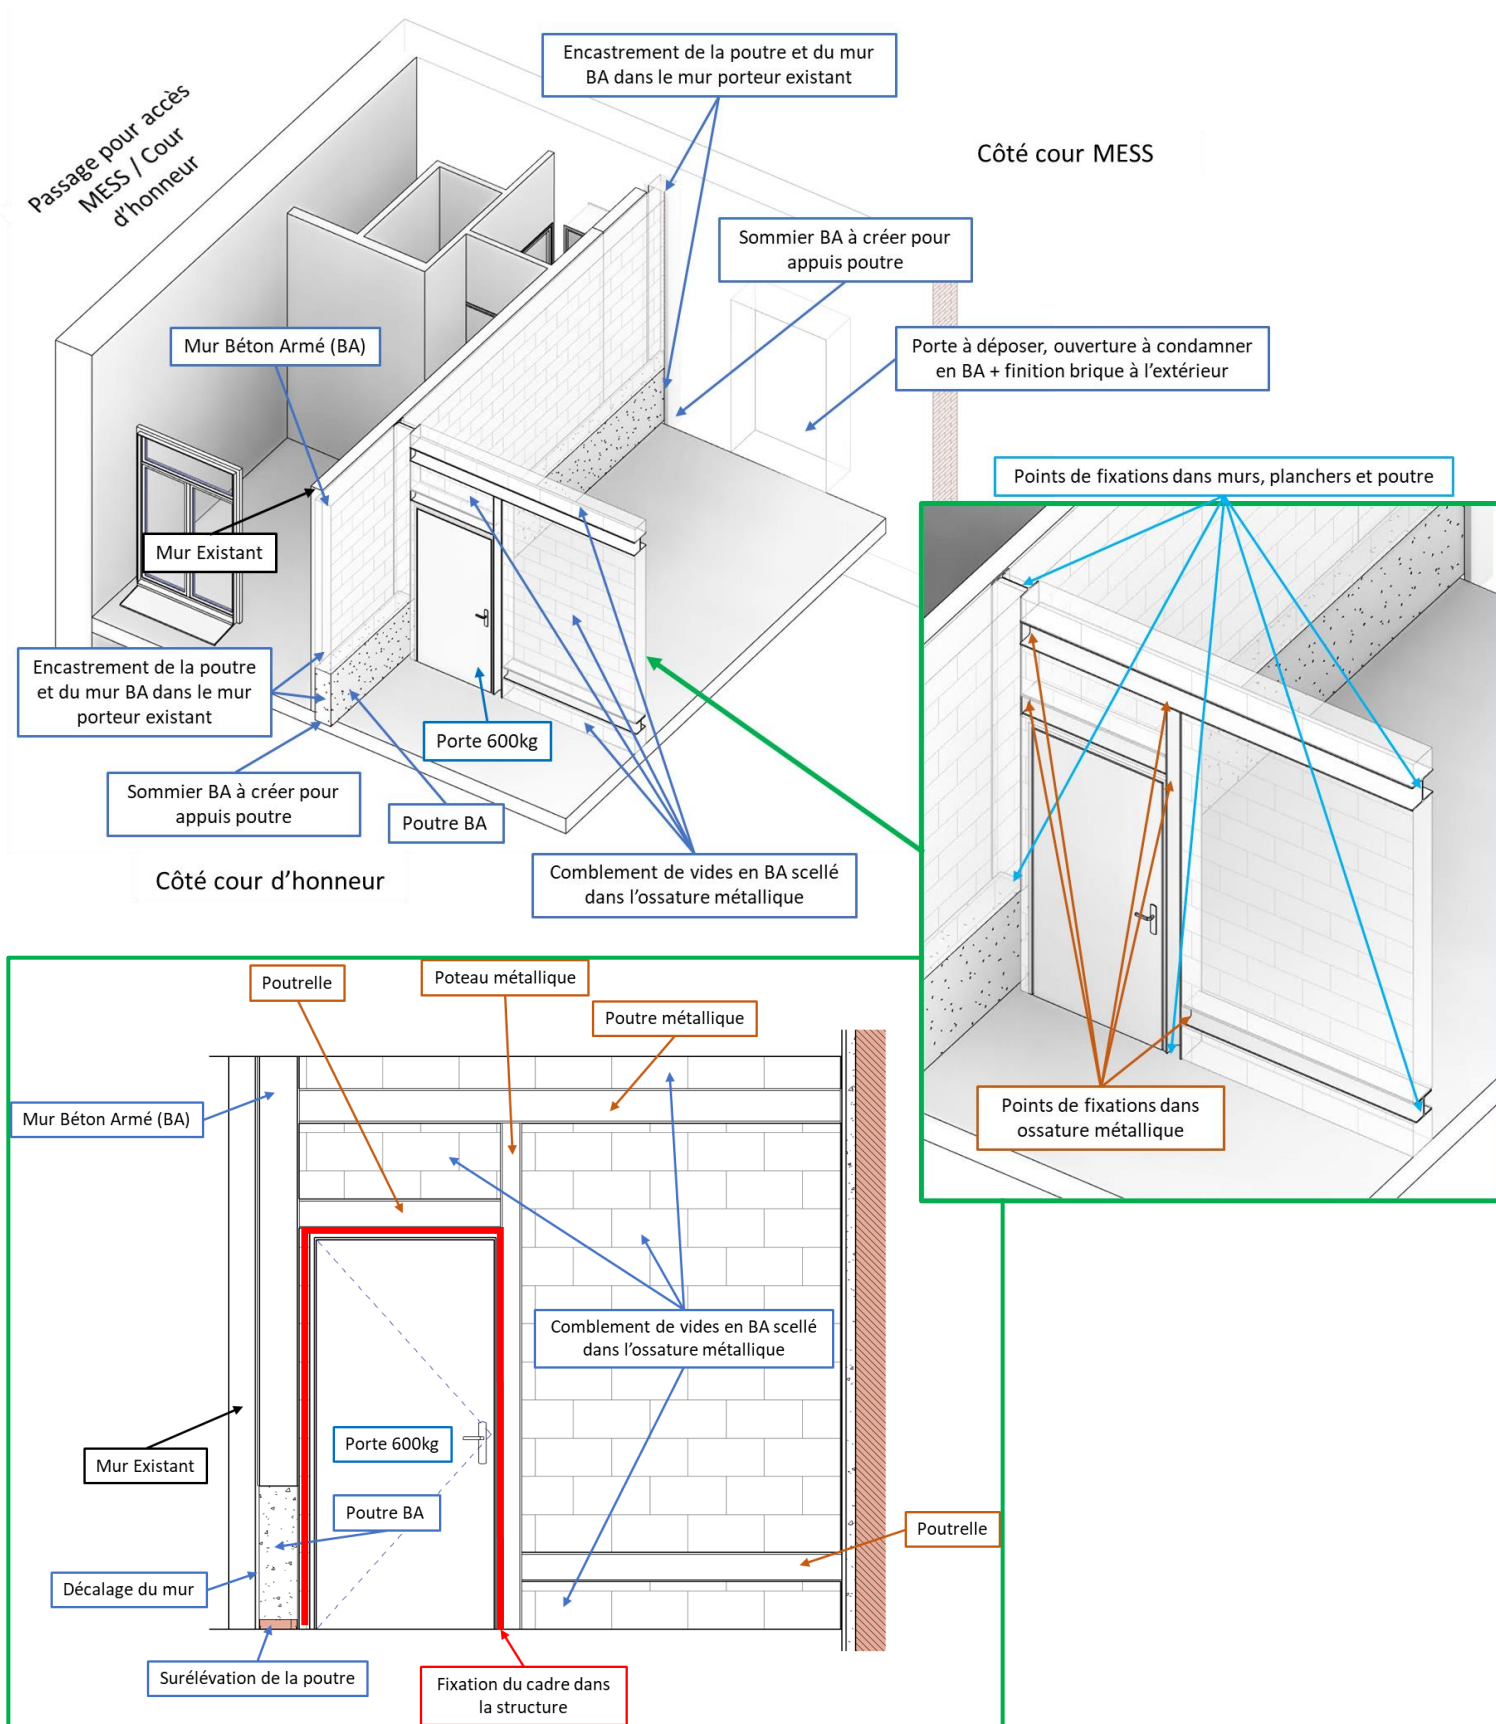 Encastrement de la poutre et du mur
BA dans le mur porteur existant
Passage pour accès
MESS / Cour
d'honneur
Côté cour MESS
Sommier BA à créer pour
appuis poutre
Mur Béton Armé (BA)
Porte à déposer, ouverture à condamner
en BA + finition brique à l'extérieur
Points de fixations dans murs, planchers et poutre
Mur Existant
Encastrement de la poutre
et du mur BA dans le mur
porteur existant
Porte 600kg
Sommier BA à créer pour
appuis poutre
Poutre BA
Comblement de vides en BA scellé
dans l'ossature métallique
Côté cour d'honneur
Points de fixations dans
ossature métallique
Poutrelle
Poteau métallique
Poutre métallique
Mur Béton Armé (BA)
Comblement de vides en BA scellé
dans l'ossature métallique
Porte 600kg
Mur Existant
Poutre BA
Poutrelle
Décalage du mur
Surélévation de la poutre
Fixation du cadre dans
la structure